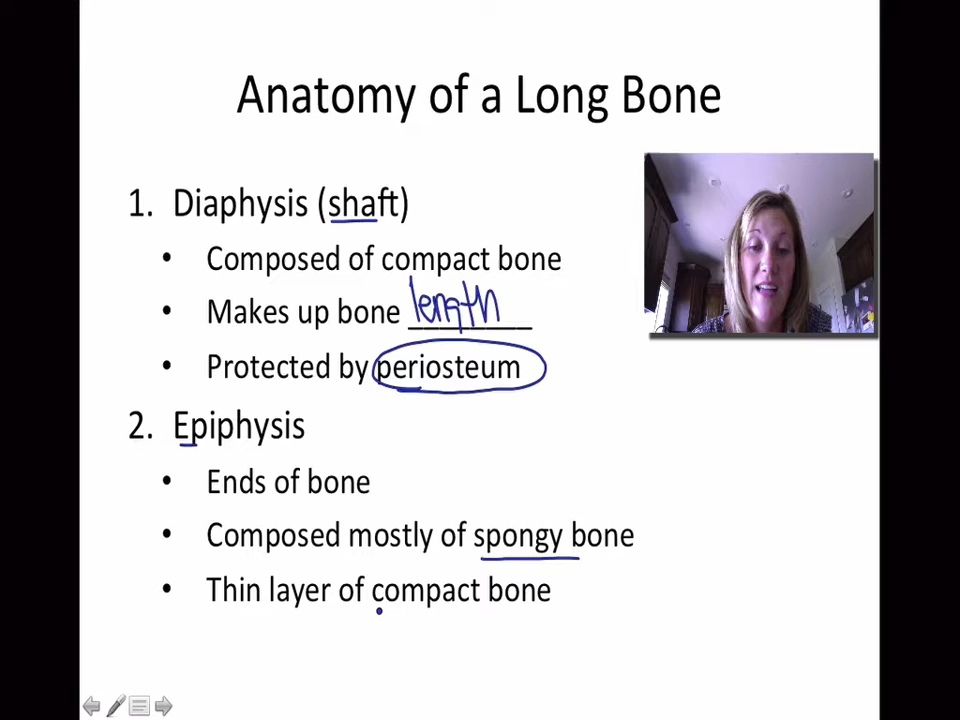 Anatomy of a Long Bone
1. Diaphysis (shaft)
• Composed of compact bone
• Makes up bone length
• Protected by periosteum
2. Epiphysis
• Ends of bone
• Composed mostly of spongy bone
• Thin layer of compact bone